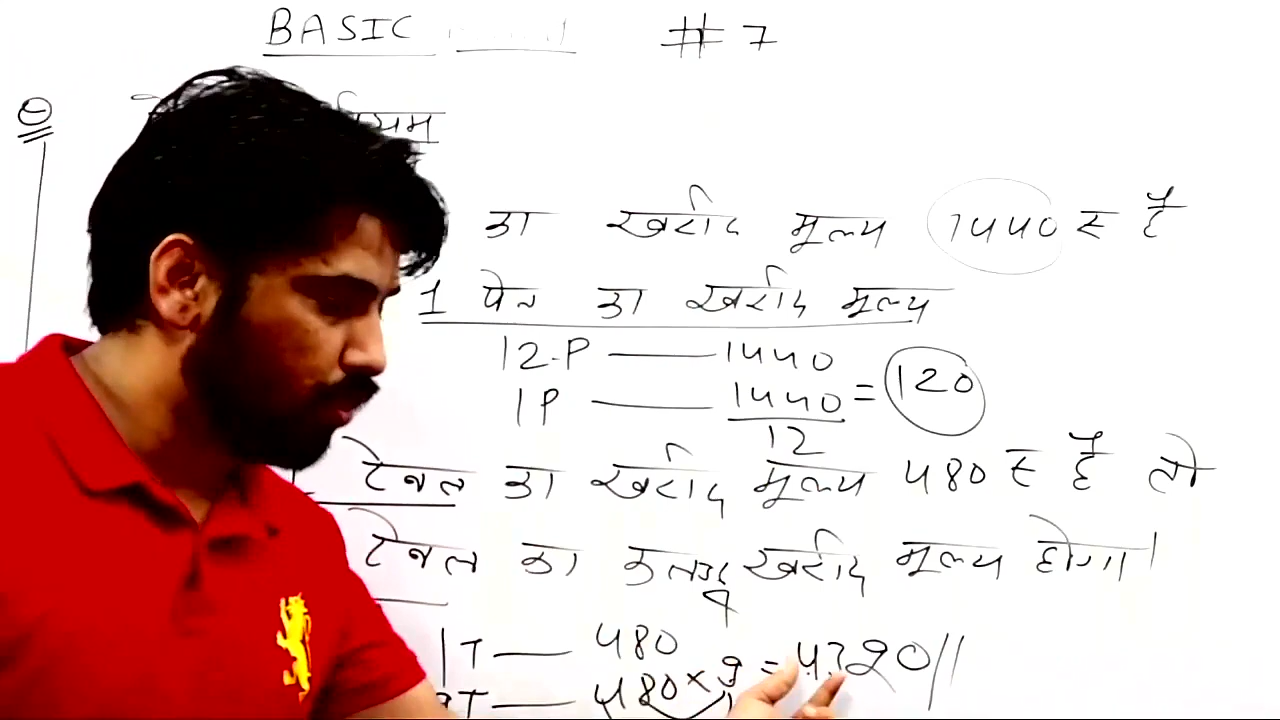 BASIC # 7
Q
का खरीद मूल्य 1440 रु है
1 पेन का खरीद मूल्य
12-P — 1440
1P — 1440/12 = 120
टेबल का खरीद मूल्य 480 रु है तो
टेबल का कुल खरीद मूल्य होगा।
1T — 480
9T — 480 × 9 = 4320